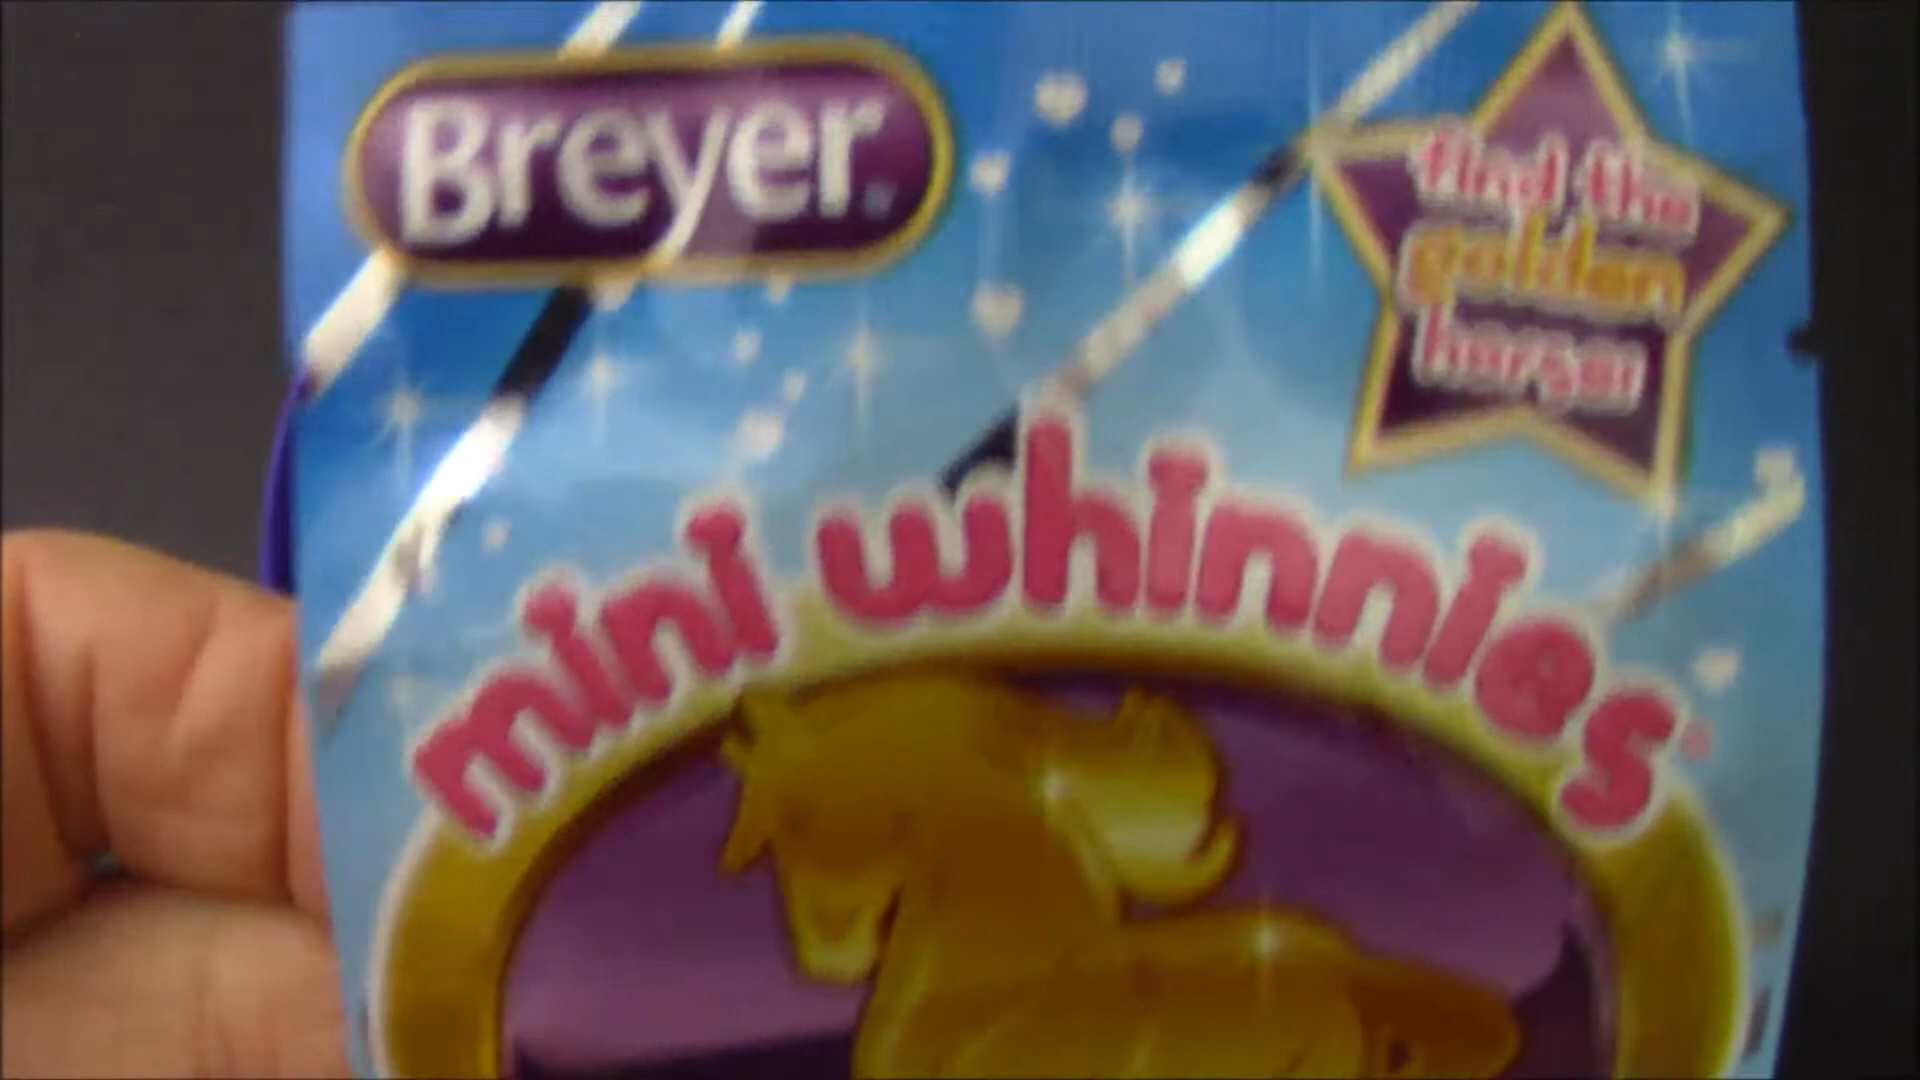 Breyer
find the
golden
horse!
mini whinnies